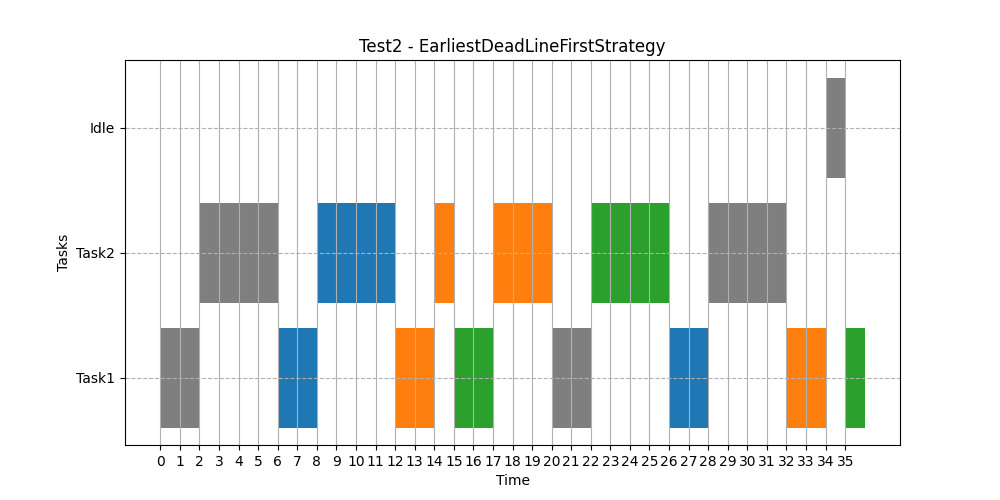 Test2 - EarliestDeadLineFirstStrategy
Tasks
Idle
Task2
Task1
0 1 2 3 4 5 6 7 8 9 10 11 12 13 14 15 16 17 18 19 20 21 22 23 24 25 26 27 28 29 30 31 32 33 34 35
Time